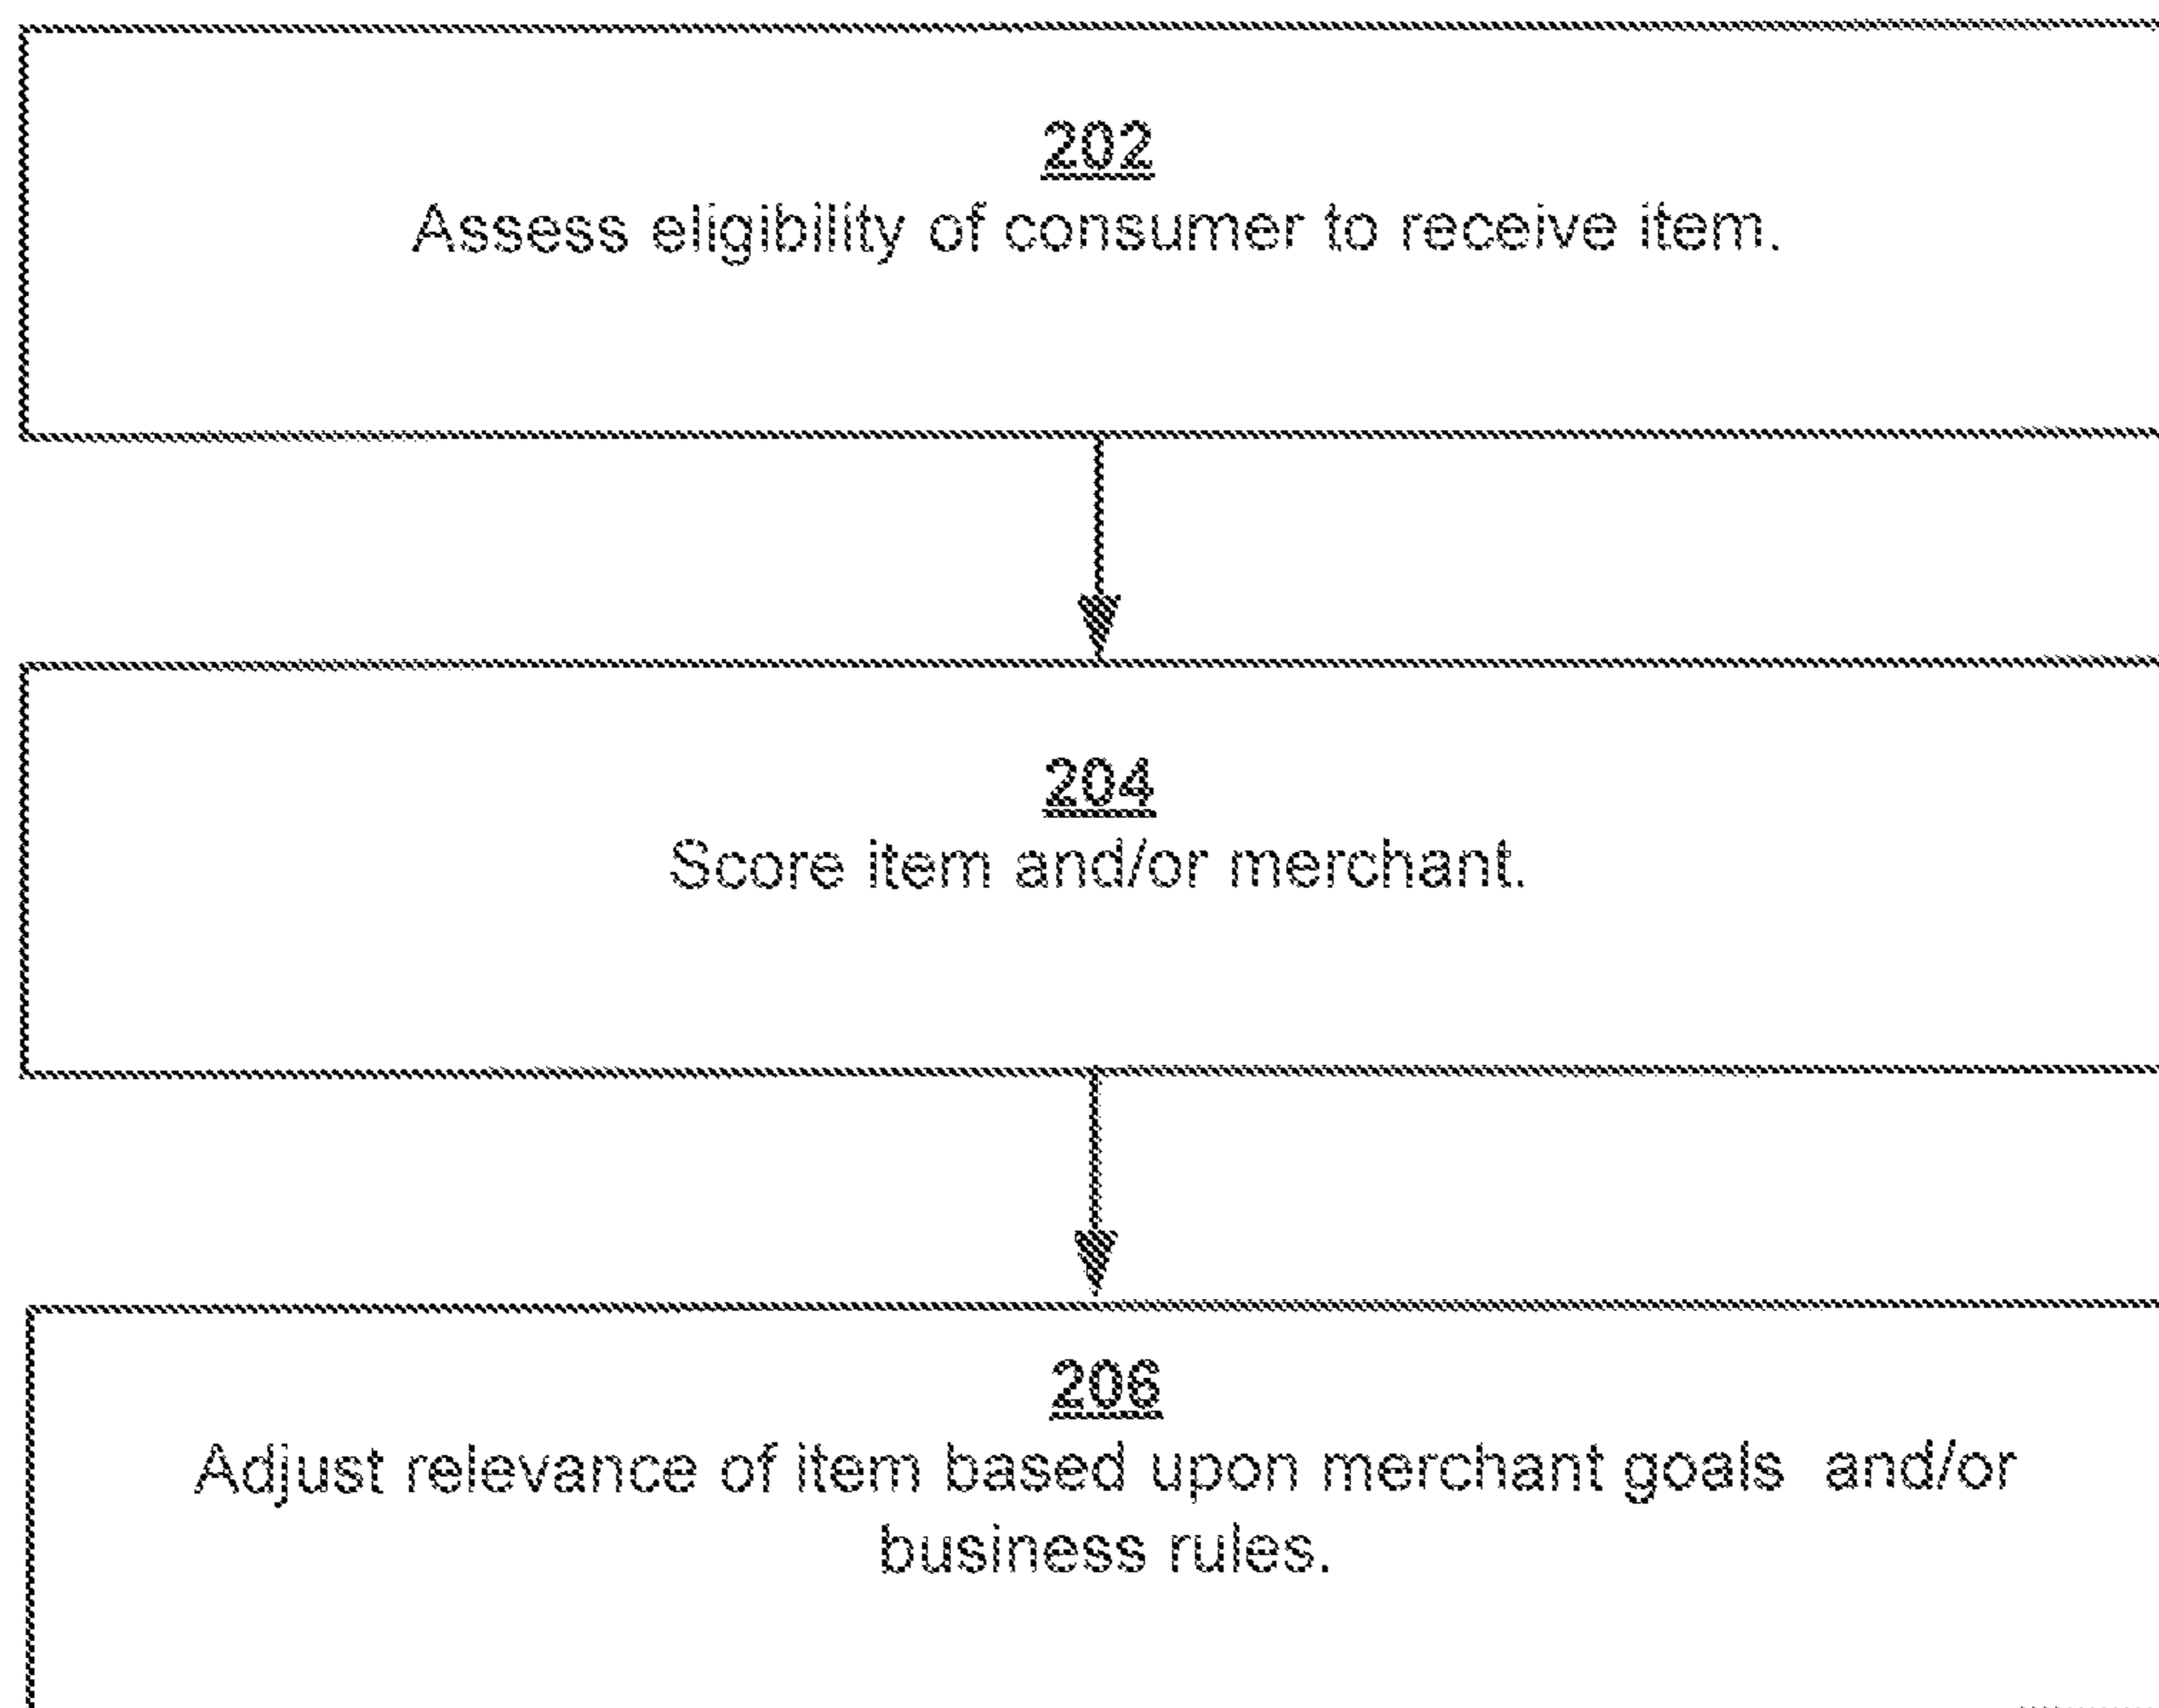 202
Assess eligibility of consumer to receive item.
204
Score item and/or merchant.
206
Adjust relevance of item based upon merchant goals  and/or
business rules.